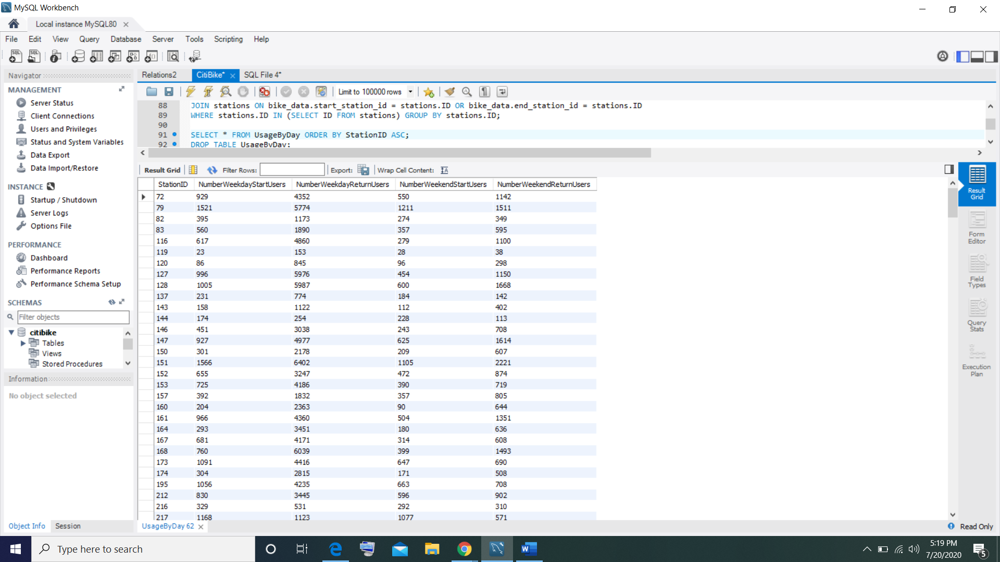 MySQL Workbench
Local instance MySQL80
File Edit View Query Database Server Tools Scripting Help
Navigator
MANAGEMENT
Server Status
Client Connections
Users and Privileges
Status and System Variables
Data Export
Data Import/Restore
INSTANCE
Startup / Shutdown
Server Logs
Options File
PERFORMANCE
Dashboard
Performance Reports
Performance Schema Setup
SCHEMAS
Filter objects
citibike
Tables
Views
Stored Procedures
Information
No object selected
Object Info Session
Relations2 CitiBike* SQL File 4*
Limit to 100000 rows
88 JOIN stations ON bike_data.start_station_id = stations.ID OR bike_data.end_station_id = stations.ID
89 WHERE stations.ID IN (SELECT ID FROM stations) GROUP BY stations.ID;
90
91 SELECT * FROM UsageByDay ORDER BY StationID ASC;
92 DROP TABLE UsageByDay;
Result Grid Filter Rows: Export: Wrap Cell Content:
StationID NumberWeekdayStartUsers NumberWeekdayReturnUsers NumberWeekendStartUsers NumberWeekendReturnUsers
72 929 4352 550 1142
79 1521 5774 1211 1511
82 395 1173 274 349
83 560 1890 357 595
116 617 4860 279 1100
119 23 153 28 38
120 86 845 96 298
127 996 5976 454 1150
128 1005 5987 600 1668
137 231 774 184 142
143 158 1122 112 402
144 174 254 228 113
146 451 3038 243 708
147 927 4977 625 1614
150 301 2178 209 607
151 1566 6402 1105 2221
152 655 3247 472 874
153 725 4186 390 719
157 392 1832 357 805
160 204 2363 90 644
161 966 4360 504 1351
164 293 3451 180 636
167 681 4171 314 608
168 760 6039 399 1493
173 1091 4416 647 690
174 304 2815 171 508
195 1056 4235 663 708
212 830 3445 596 902
216 329 531 292 310
217 1168 1123 1077 571
Result
Grid
Form
Editor
Field
Types
Query
Stats
Execution
Plan
UsageByDay 62
Read Only
Type here to search
5:19 PM
7/20/2020
5